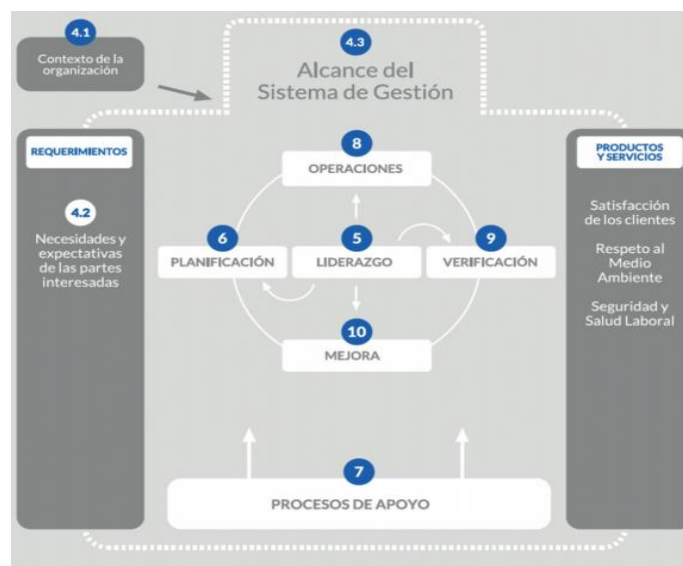 4.1
Contexto de la
organización
4.3
Alcance del
Sistema de Gestión
REQUERIMIENTOS
4.2
Necesidades y
expectativas
de las partes
interesadas
8
OPERACIONES
6
PLANIFICACIÓN
5
LIDERAZGO
9
VERIFICACIÓN
10
MEJORA
7
PROCESOS DE APOYO
PRODUCTOS
Y SERVICIOS
Satisfacción
de los clientes
Respeto al
Medio
Ambiente
Seguridad y
Salud Laboral